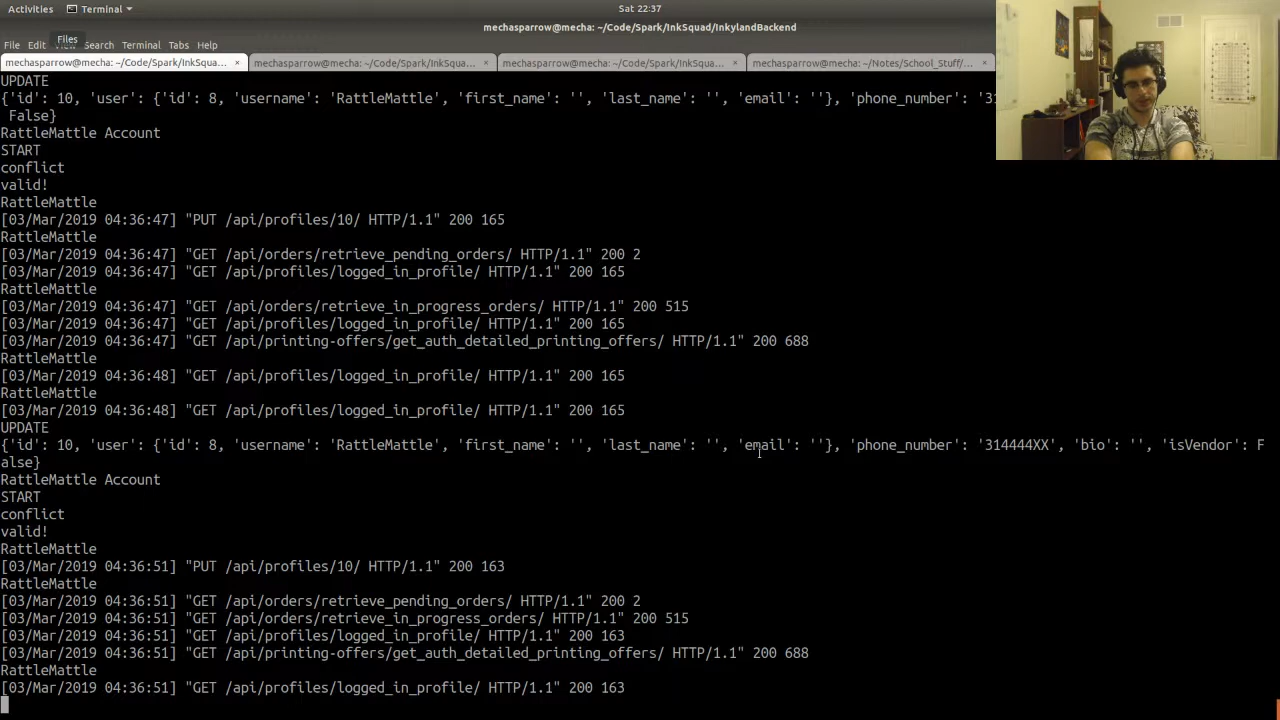 Activities Terminal Sat 22:37
mechasparrow@mecha: ~/Code/Spark/InkSquad/InkylandBackend
File Edit Search Terminal Tabs Help
Files
mechasparrow@mecha: ~/Code/Spark/InkSqua... × mechasparrow@mecha: ~/Code/Spark/InkSqua... × mechasparrow@mecha: ~/Code/Spark/InkSqua... × mechasparrow@mecha: ~/Notes/School_Stuff/... ×
UPDATE
{'id': 10, 'user': {'id': 8, 'username': 'RattleMattle', 'first_name': '', 'last_name': '', 'email': ''}, 'phone_number': '31
False}
RattleMattle Account
START
conflict
valid!
RattleMattle
[03/Mar/2019 04:36:47] "PUT /api/profiles/10/ HTTP/1.1" 200 165
RattleMattle
[03/Mar/2019 04:36:47] "GET /api/orders/retrieve_pending_orders/ HTTP/1.1" 200 2
[03/Mar/2019 04:36:47] "GET /api/profiles/logged_in_profile/ HTTP/1.1" 200 165
RattleMattle
[03/Mar/2019 04:36:47] "GET /api/orders/retrieve_in_progress_orders/ HTTP/1.1" 200 515
[03/Mar/2019 04:36:47] "GET /api/profiles/logged_in_profile/ HTTP/1.1" 200 165
[03/Mar/2019 04:36:47] "GET /api/printing-offers/get_auth_detailed_printing_offers/ HTTP/1.1" 200 688
RattleMattle
[03/Mar/2019 04:36:48] "GET /api/profiles/logged_in_profile/ HTTP/1.1" 200 165
RattleMattle
[03/Mar/2019 04:36:48] "GET /api/profiles/logged_in_profile/ HTTP/1.1" 200 165
UPDATE
{'id': 10, 'user': {'id': 8, 'username': 'RattleMattle', 'first_name': '', 'last_name': '', 'email': ''}, 'phone_number': '314444XX', 'bio': '', 'isVendor': F
alse}
RattleMattle Account
START
conflict
valid!
RattleMattle
[03/Mar/2019 04:36:51] "PUT /api/profiles/10/ HTTP/1.1" 200 163
RattleMattle
[03/Mar/2019 04:36:51] "GET /api/orders/retrieve_pending_orders/ HTTP/1.1" 200 2
[03/Mar/2019 04:36:51] "GET /api/orders/retrieve_in_progress_orders/ HTTP/1.1" 200 515
[03/Mar/2019 04:36:51] "GET /api/profiles/logged_in_profile/ HTTP/1.1" 200 163
[03/Mar/2019 04:36:51] "GET /api/printing-offers/get_auth_detailed_printing_offers/ HTTP/1.1" 200 688
RattleMattle
[03/Mar/2019 04:36:51] "GET /api/profiles/logged_in_profile/ HTTP/1.1" 200 163